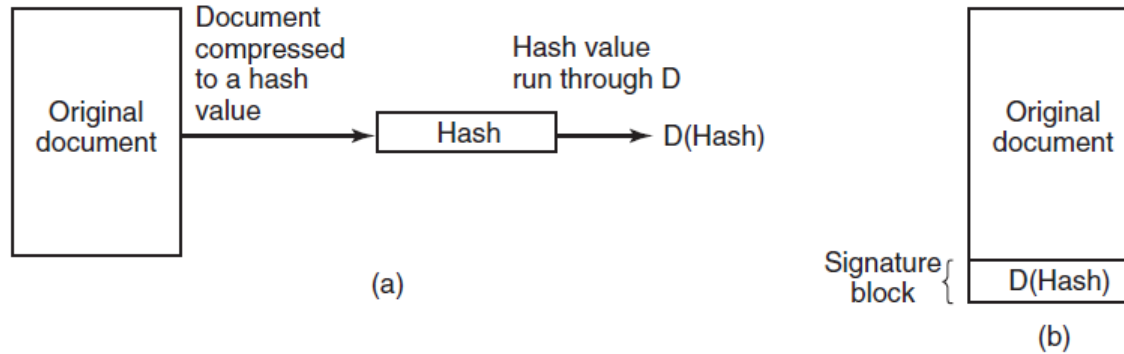 Document
compressed
to a hash
value
Original
document
Hash value
run through D
Hash
D(Hash)
(a)
Original
document
Signature
block
D(Hash)
(b)